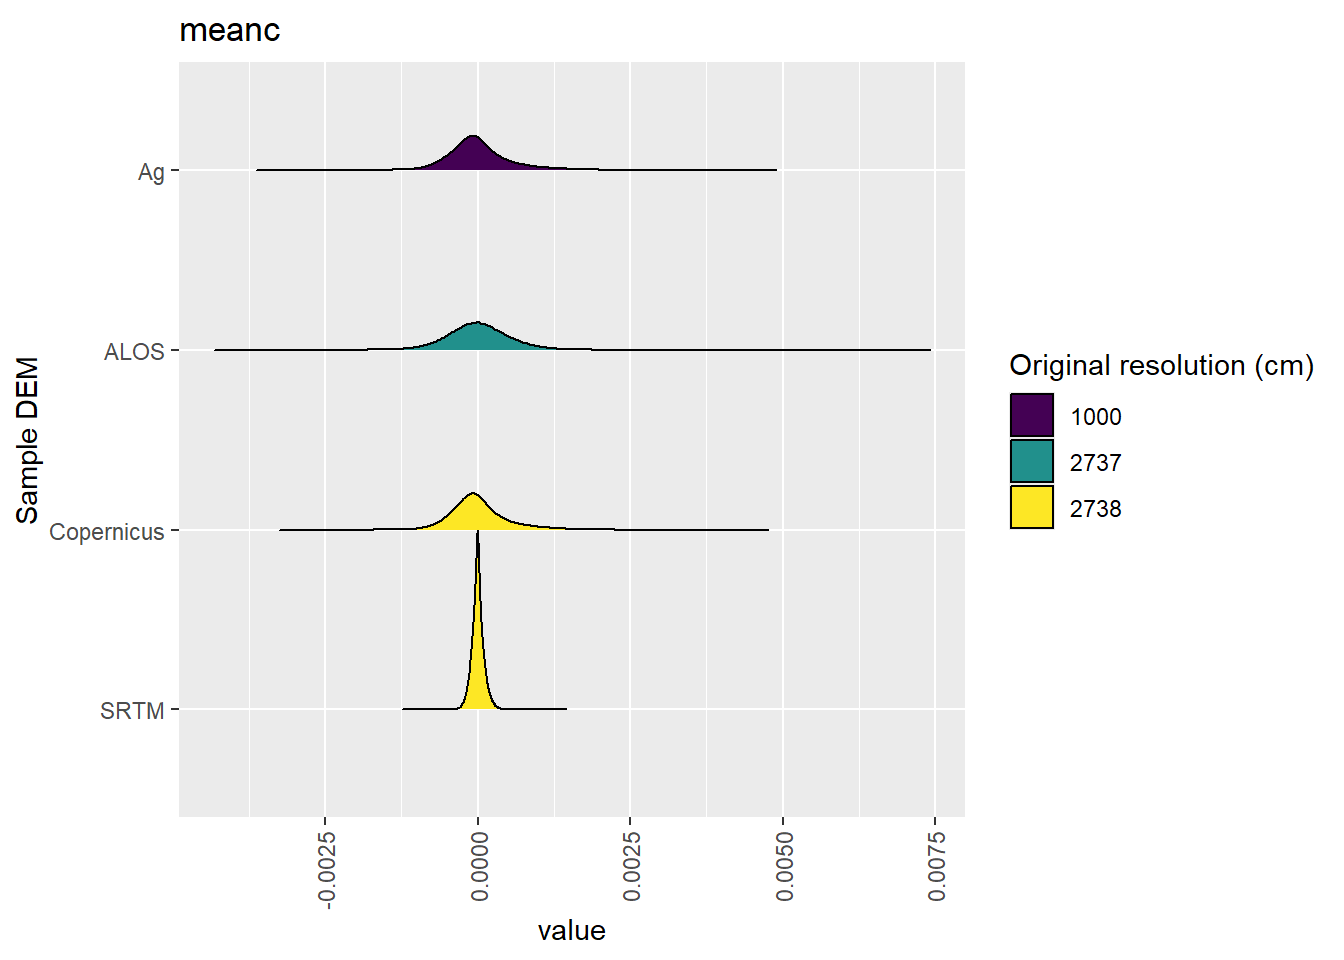 meanc
Sample DEM
Ag
ALOS
Copernicus
SRTM
-0.0025
0.0000
0.0025
0.0050
0.0075
value
Original resolution (cm)
1000
2737
2738